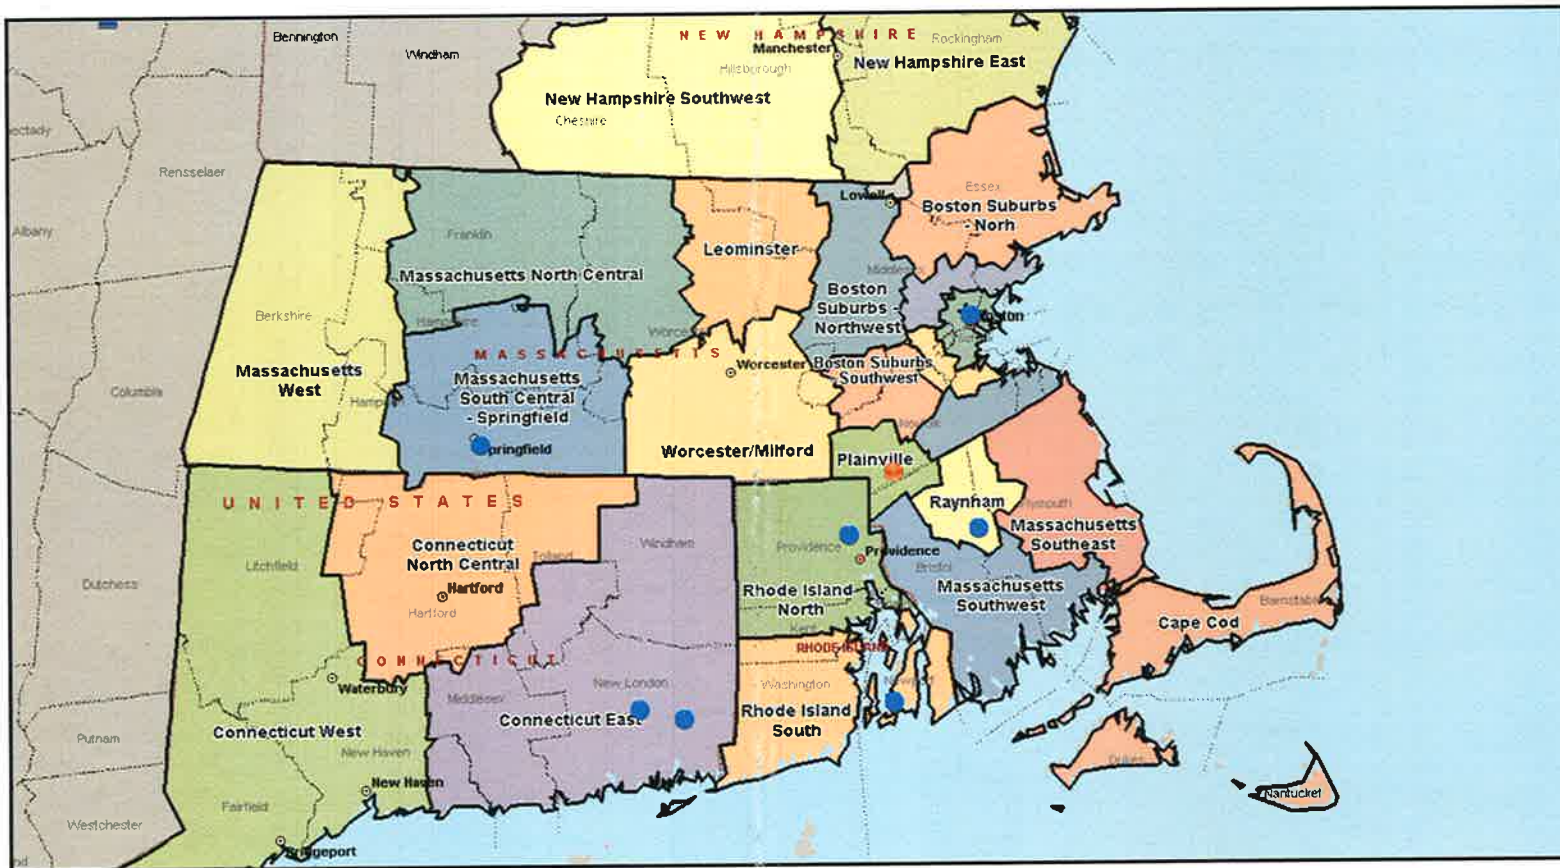 Bennington
Windham
NEW HAMPSHIRE
Rockingham
Manchester
Hillsborough
New Hampshire East
New Hampshire Southwest
Cheshire
ectady
Rensselaer
Essex
Lowell
Boston Suburbs
- Norh
Albany
Franklin
Leominster
Massachusetts North Central
Middlesex
Boston
Suburbs -
Northwest
Berkshire
Hampshire
Worcester
MASSACHUSETTS
Worcester
Boston Suburbs
Southwest
Massachusetts
West
Massachusetts
South Central
- Springfield
Columbia
Norfolk
pringfield
Worcester/Milford
Plainville
UNITED STATES
Raynham
Plymouth
Massachusetts
Southeast
Connecticut
North Central
Tolland
Windham
Providence
Providence
Litchfield
Bristol
Dutchess
Hartford
Hartford
Rhode Island
North
Massachusetts
Southwest
Barnstable
Kent
Cape Cod
RHODE ISLAND
CONNECTICUT
Waterbury
Middlesex
New London
Washington
Newport
Connecticut West
Connecticut East
Rhode Island
South
Putnam
New Haven
New Haven
Dukes
Fairfield
Nantucket
Westchester
Bridgeport